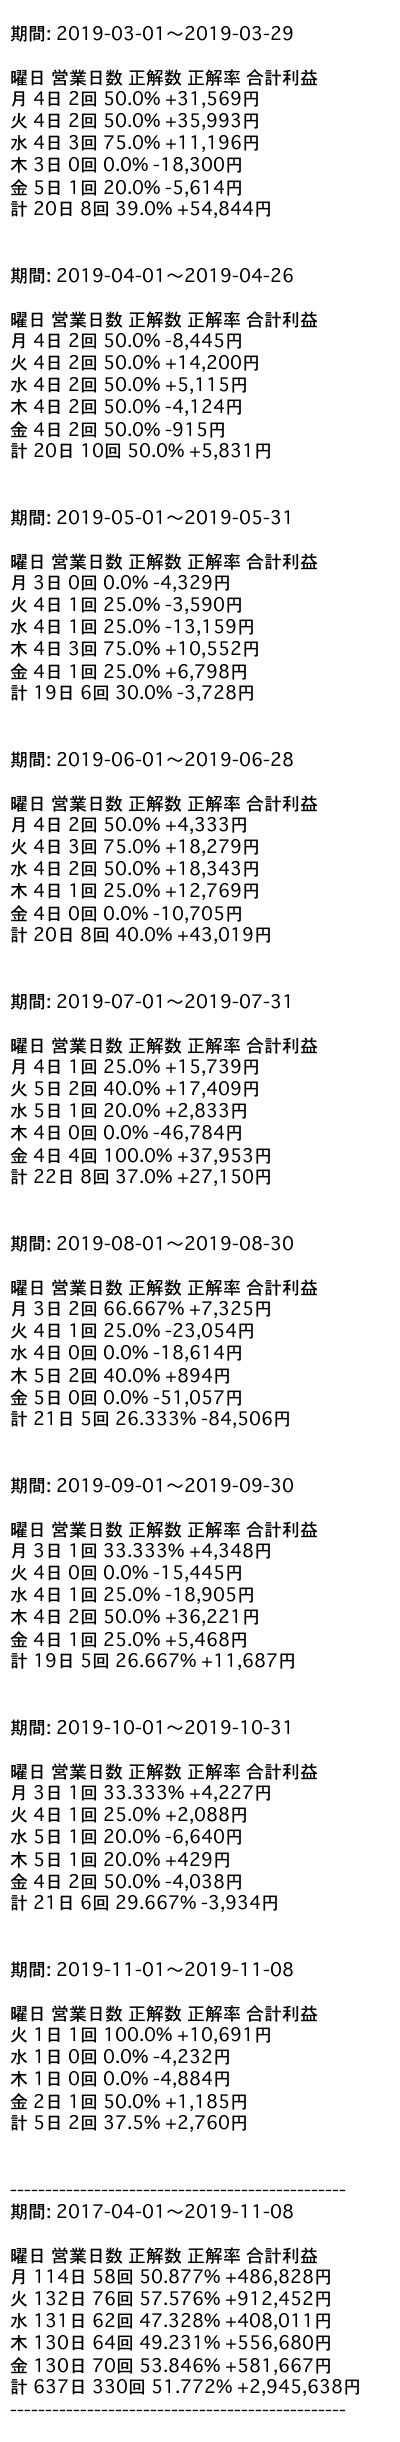 期間: 2019-03-01〜2019-03-29
曜日 営業日数 正解数 正解率 合計利益
月 4日 2回 50.0% +31,569円
火 4日 2回 50.0% +35,993円
水 4日 3回 75.0% +11,196円
木 3日 0回 0.0% -18,300円
金 5日 1回 20.0% -5,614円
計 20日 8回 39.0% +54,844円
期間: 2019-04-01〜2019-04-26
曜日 営業日数 正解数 正解率 合計利益
月 4日 2回 50.0% -8,445円
火 4日 2回 50.0% +14,200円
水 4日 2回 50.0% +5,115円
木 4日 2回 50.0% -4,124円
金 4日 2回 50.0% -915円
計 20日 10回 50.0% +5,831円
期間: 2019-05-01〜2019-05-31
曜日 営業日数 正解数 正解率 合計利益
月 3日 0回 0.0% -4,329円
火 4日 1回 25.0% -3,590円
水 4日 1回 25.0% -13,159円
木 4日 3回 75.0% +10,552円
金 4日 1回 25.0% +6,798円
計 19日 6回 30.0% -3,728円
期間: 2019-06-01〜2019-06-28
曜日 営業日数 正解数 正解率 合計利益
月 4日 2回 50.0% +4,333円
火 4日 3回 75.0% +18,279円
水 4日 2回 50.0% +18,343円
木 4日 1回 25.0% +12,769円
金 4日 0回 0.0% -10,705円
計 20日 8回 40.0% +43,019円
期間: 2019-07-01〜2019-07-31
曜日 営業日数 正解数 正解率 合計利益
月 4日 1回 25.0% +15,739円
火 5日 2回 40.0% +17,409円
水 5日 1回 20.0% +2,833円
木 4日 0回 0.0% -46,784円
金 4日 4回 100.0% +37,953円
計 22日 8回 37.0% +27,150円
期間: 2019-08-01〜2019-08-30
曜日 営業日数 正解数 正解率 合計利益
月 3日 2回 66.667% +7,325円
火 4日 1回 25.0% -23,054円
水 4日 0回 0.0% -18,614円
木 5日 2回 40.0% +894円
金 5日 0回 0.0% -51,057円
計 21日 5回 26.333% -84,506円
期間: 2019-09-01〜2019-09-30
曜日 営業日数 正解数 正解率 合計利益
月 3日 1回 33.333% +4,348円
火 4日 0回 0.0% -15,445円
水 4日 1回 25.0% -18,905円
木 4日 2回 50.0% +36,221円
金 4日 1回 25.0% +5,468円
計 19日 5回 26.667% +11,687円
期間: 2019-10-01〜2019-10-31
曜日 営業日数 正解数 正解率 合計利益
月 3日 1回 33.333% +4,227円
火 4日 1回 25.0% +2,088円
水 5日 1回 20.0% -6,640円
木 5日 1回 20.0% +429円
金 4日 2回 50.0% -4,038円
計 21日 6回 29.667% -3,934円
期間: 2019-11-01〜2019-11-08
曜日 営業日数 正解数 正解率 合計利益
火 1日 1回 100.0% +10,691円
水 1日 0回 0.0% -4,232円
木 1日 0回 0.0% -4,884円
金 2日 1回 50.0% +1,185円
計 5日 2回 37.5% +2,760円
------------------------------------------------
期間: 2017-04-01〜2019-11-08
曜日 営業日数 正解数 正解率 合計利益
月 114日 58回 50.877% +486,828円
火 132日 76回 57.576% +912,452円
水 131日 62回 47.328% +408,011円
木 130日 64回 49.231% +556,680円
金 130日 70回 53.846% +581,667円
計 637日 330回 51.772% +2,945,638円
------------------------------------------------